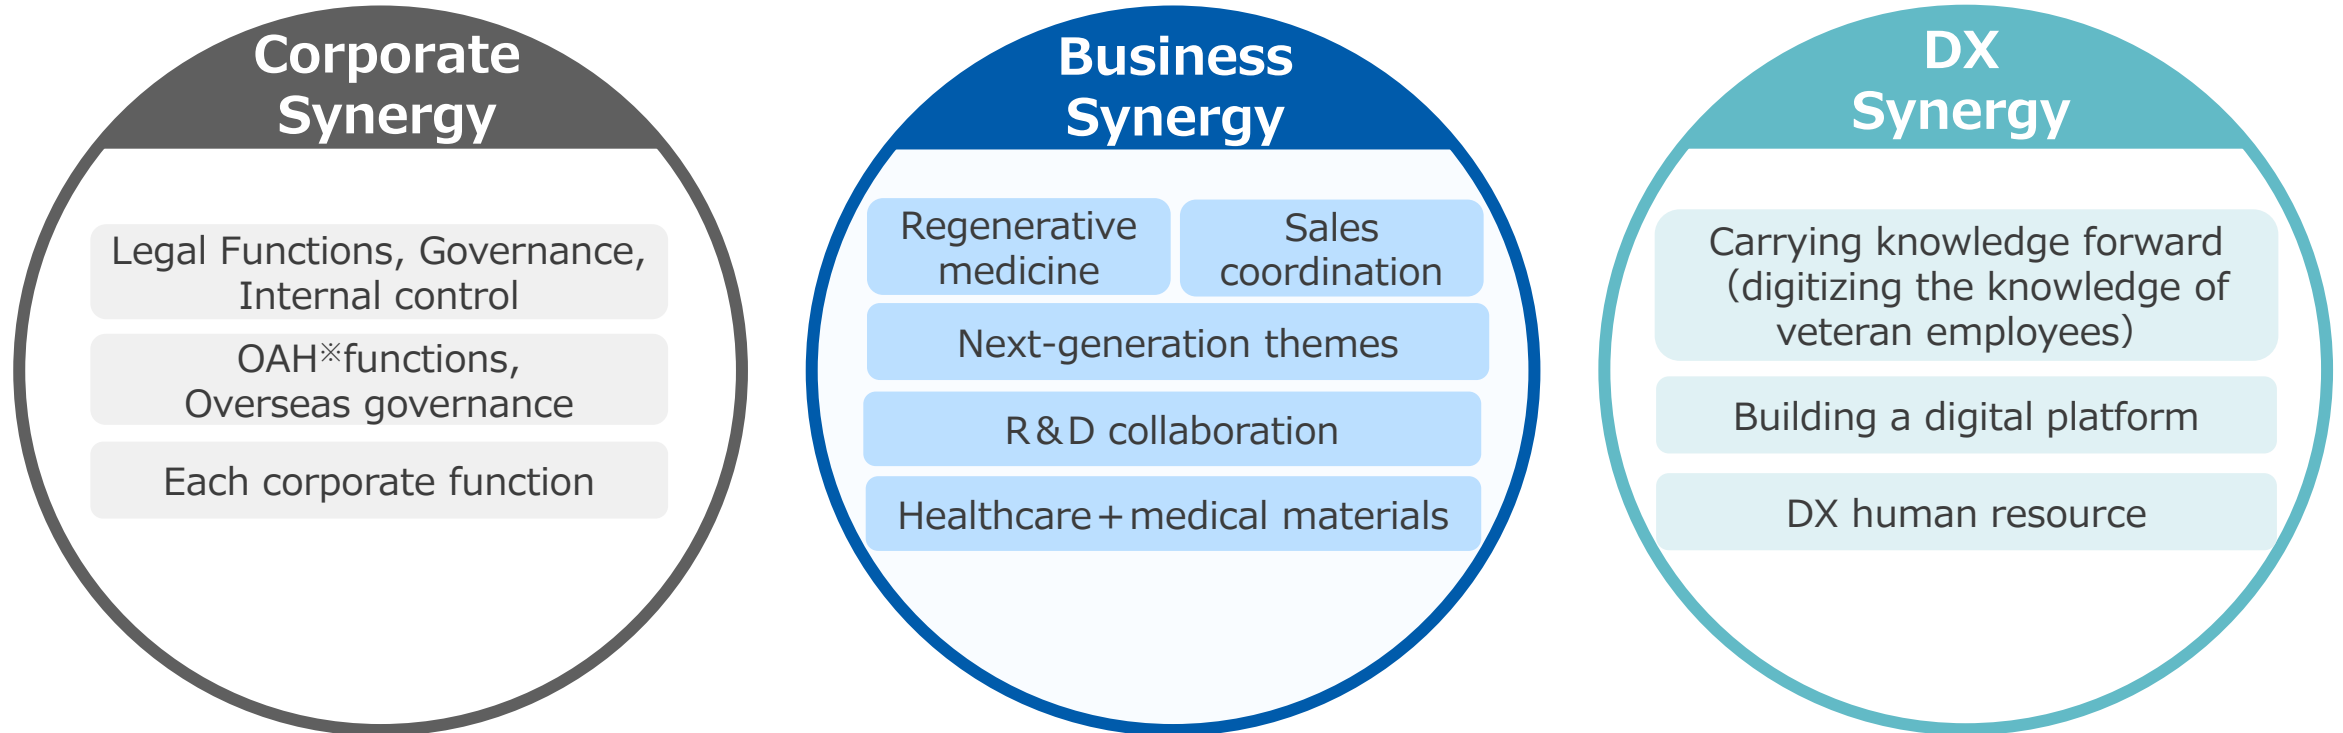 Corporate
Synergy
Legal Functions, Governance,
Internal control
OAH※functions,
Overseas governance
Each corporate function
Business
Synergy
Regenerative
medicine
Sales
coordination
Next-generation themes
R＆D collaboration
Healthcare＋medical materials
DX
Synergy
Carrying knowledge forward
（digitizing the knowledge of
veteran employees）
Building a digital platform
DX human resource